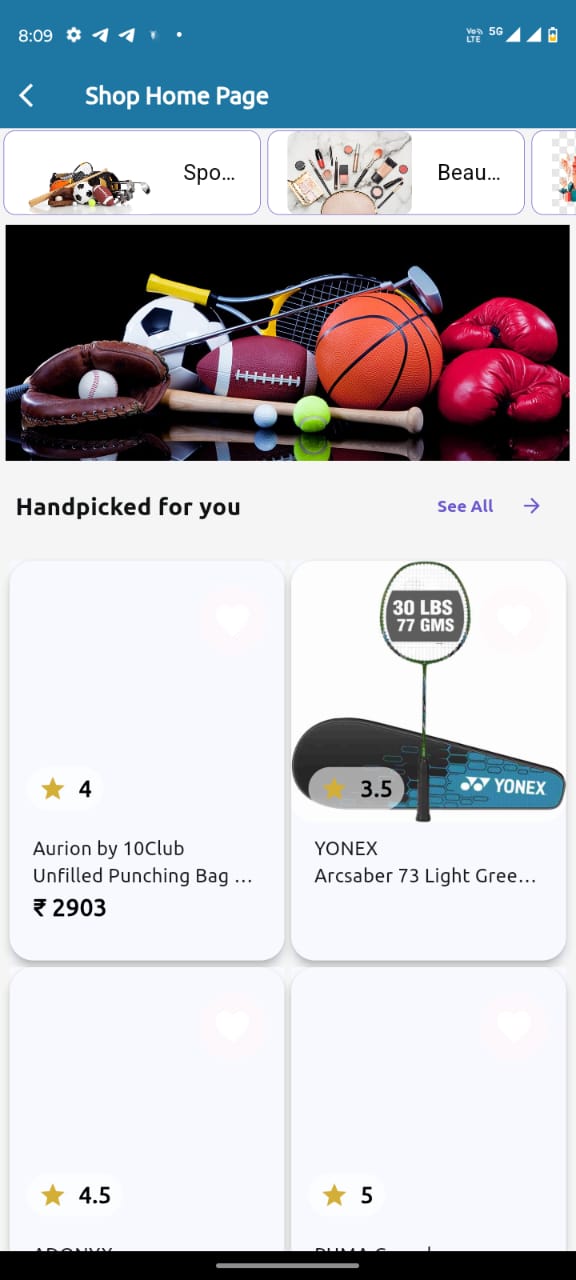 8:09
Vo)) LTE 5G
Shop Home Page
Spo...
Beau...
Handpicked for you
See All
30 LBS
77 GMS
YONEX
4
3.5
Aurion by 10Club
Unfilled Punching Bag ...
₹ 2903
YONEX
Arcsaber 73 Light Gree...
4.5
5